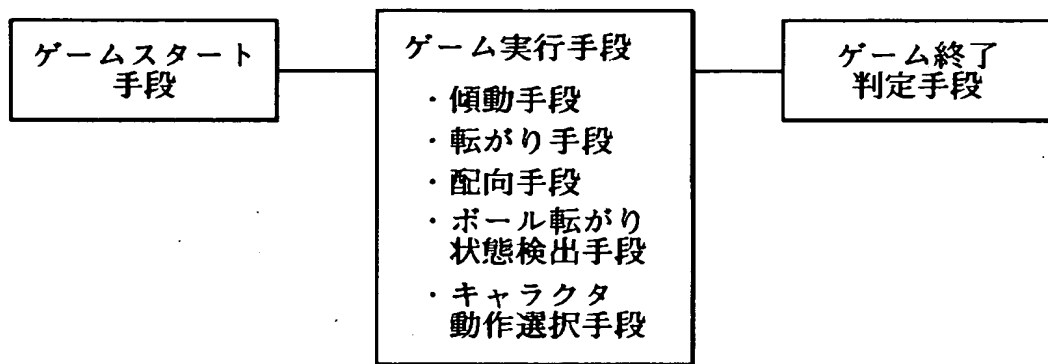 ゲームスタート
手段
ゲーム実行手段
・傾動手段
・転がり手段
・配向手段
・ボール転がり
状態検出手段
・キャラクタ
動作選択手段
ゲーム終了
判定手段